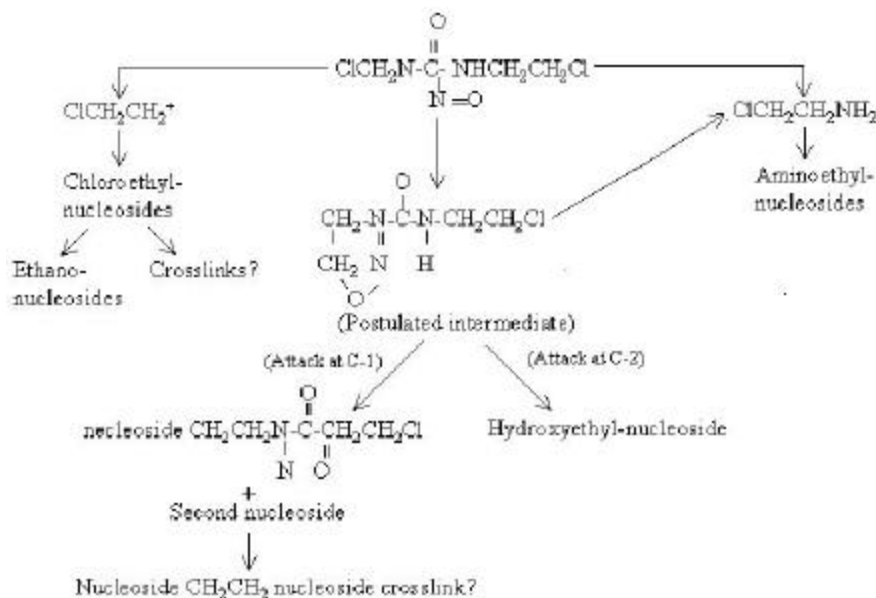 O
ClCH₂N-C-NHCH₂CH₂Cl
N=O
ClCH₂CH₂⁺
ClCH₂CH₂NH₂
Chloroethyl-
nucleosides
Aminoethyl-
nucleosides
Ethano-
nucleosides
Crosslinks?
O
CH₂-N-C-N-CH₂CH₂Cl
CH₂ N H
O
(Postulated intermediate)
(Attack at C-1)
(Attack at C-2)
O
necleoside CH₂CH₂N-C-C-CH₂CH₂Cl
N O
Hydroxyethyl-nucleoside
+
Second nucleoside
Nucleoside CH₂CH₂ nucleoside crosslink?